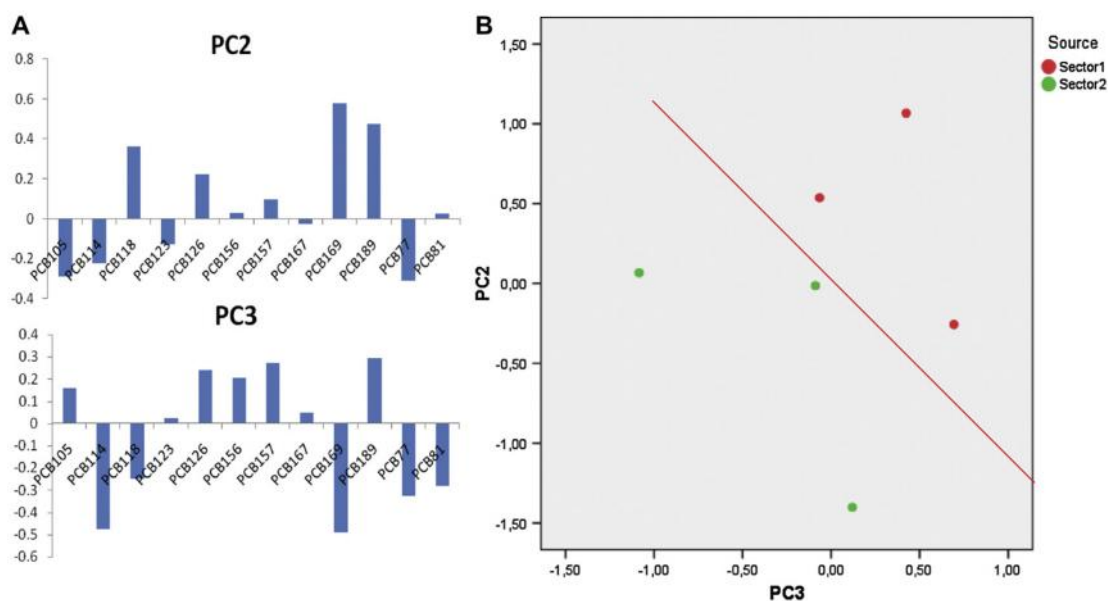 A
PC2
0.8
0.6
0.4
0.2
0
-0.2
-0.4
PCB105
PCB114
PCB118
PCB123
PCB126
PCB156
PCB157
PCB167
PCB169
PCB189
PCB77
PCB81
PC3
0.4
0.3
0.2
0.1
0
-0.1
-0.2
-0.3
-0.4
-0.5
-0.6
PCB105
PCB114
PCB118
PCB123
PCB126
PCB156
PCB157
PCB167
PCB169
PCB189
PCB77
PCB81
B
PC2
1,50
1,00
0,50
0,00
-0,50
-1,00
-1,50
-1,50
-1,00
-0,50
0,00
0,50
1,00
PC3
Source
Sector1
Sector2